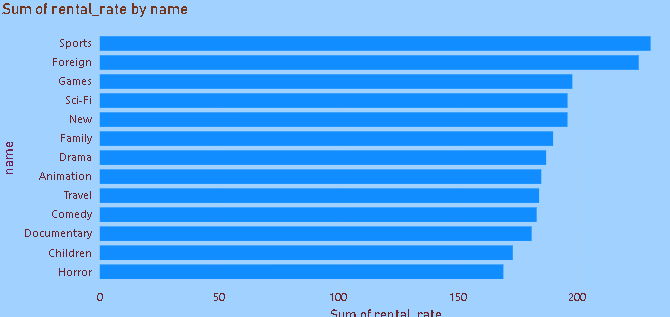 Sum of rental_rate by name
name
Sports
Foreign
Games
Sci-Fi
New
Family
Drama
Animation
Travel
Comedy
Documentary
Children
Horror
0 50 100 150 200
Sum of rental_rate